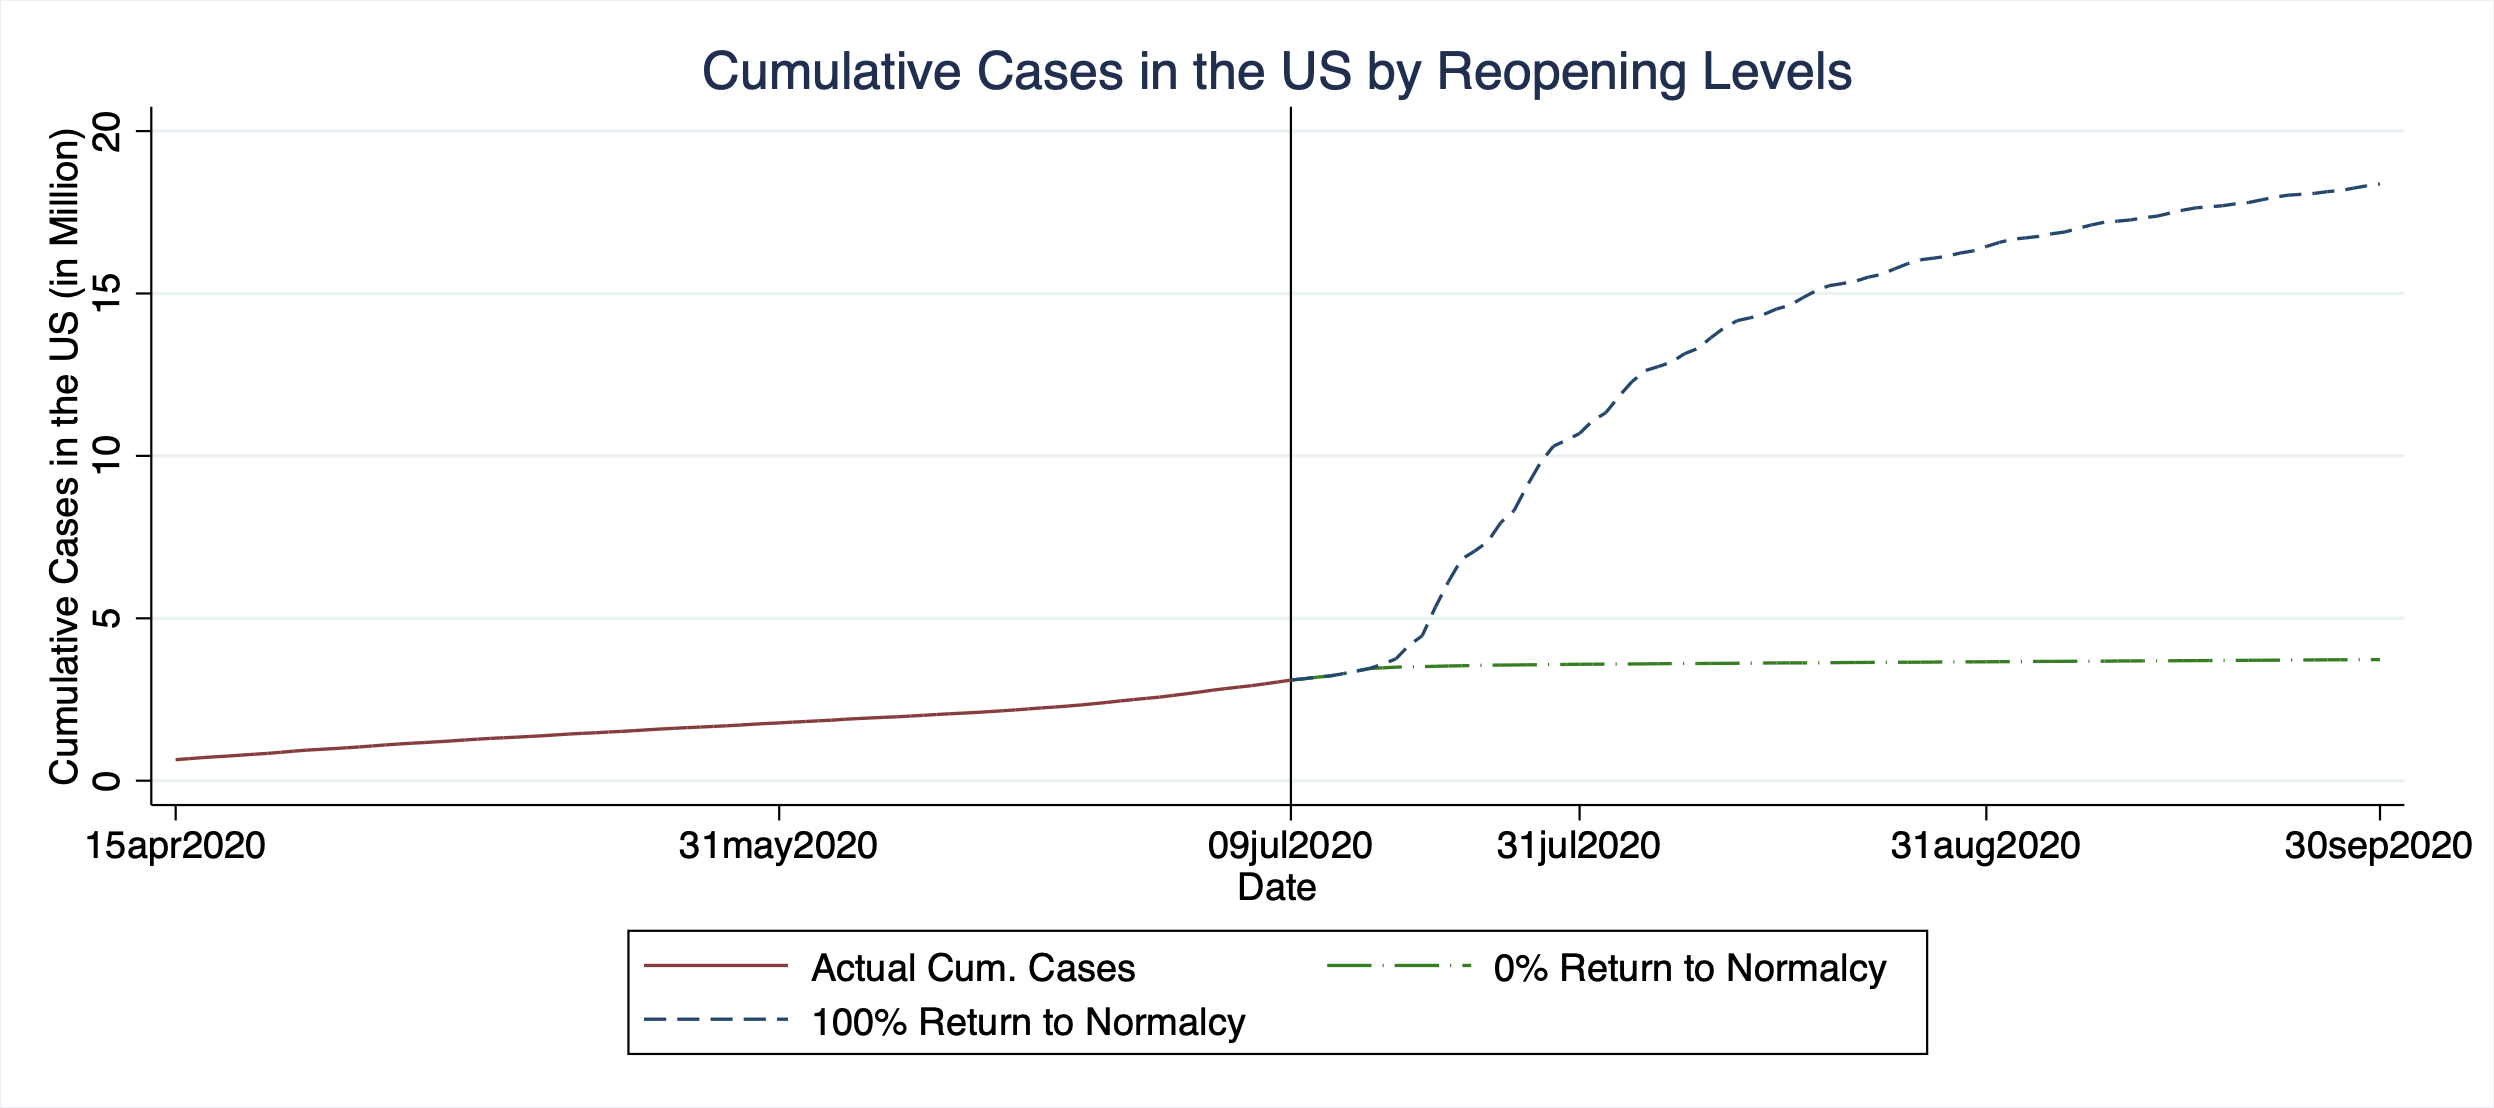 Cumulative Cases in the US by Reopening Levels
Cumulative Cases in the US (in Million)
20
15
10
5
0
15apr2020 31may2020 09jul2020 31jul2020 31aug2020 30sep2020
Date
Actual Cum. Cases 0% Return to Normalcy
100% Return to Normalcy